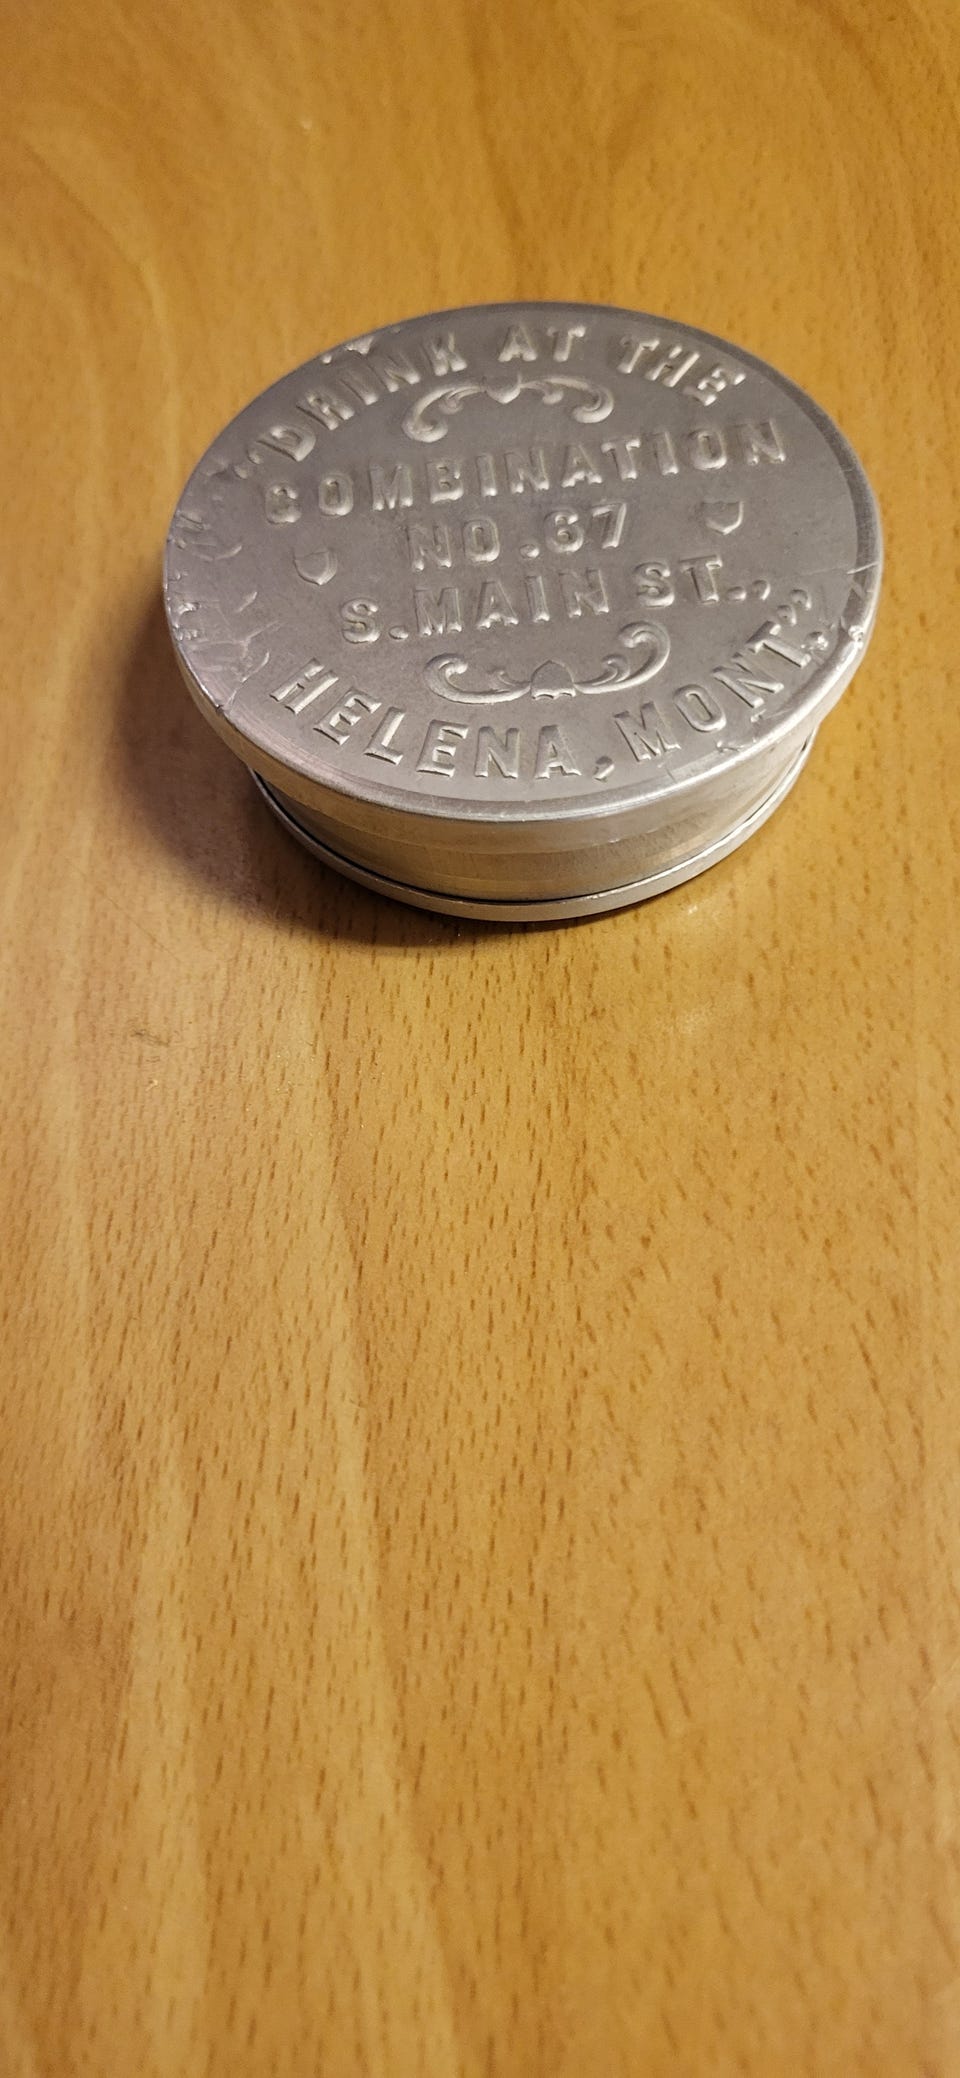 "DRINK AT THE
COMBINATION
NO.67
S.MAIN ST.,
HELENA, MONT."